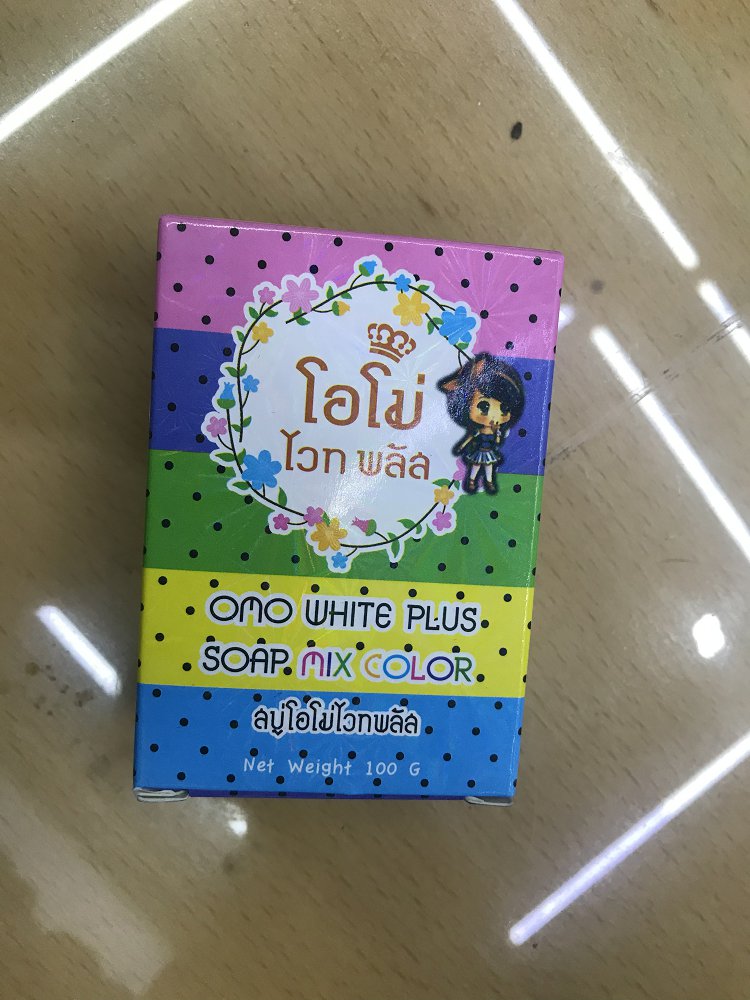 โอโม่
ไวท พลัส
OMO WHITE PLUS
SOAP MIX COLOR
สบู่โอโม่ไวทพลัส
Net Weight 100 G